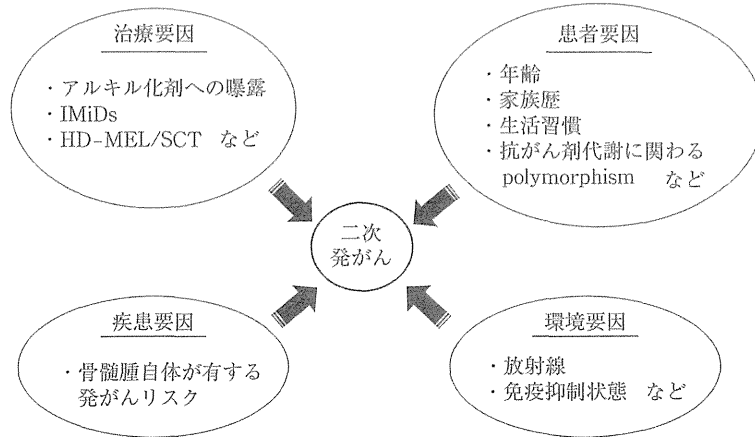 治療要因
・アルキル化剤への曝露
・IMiDs
・HD-MEL/SCT など
患者要因
・年齢
・家族歴
・生活習慣
・抗がん剤代謝に関わる
polymorphism など
二次
発がん
疾患要因
・骨髄腫自体が有する
発がんリスク
環境要因
・放射線
・免疫抑制状態 など